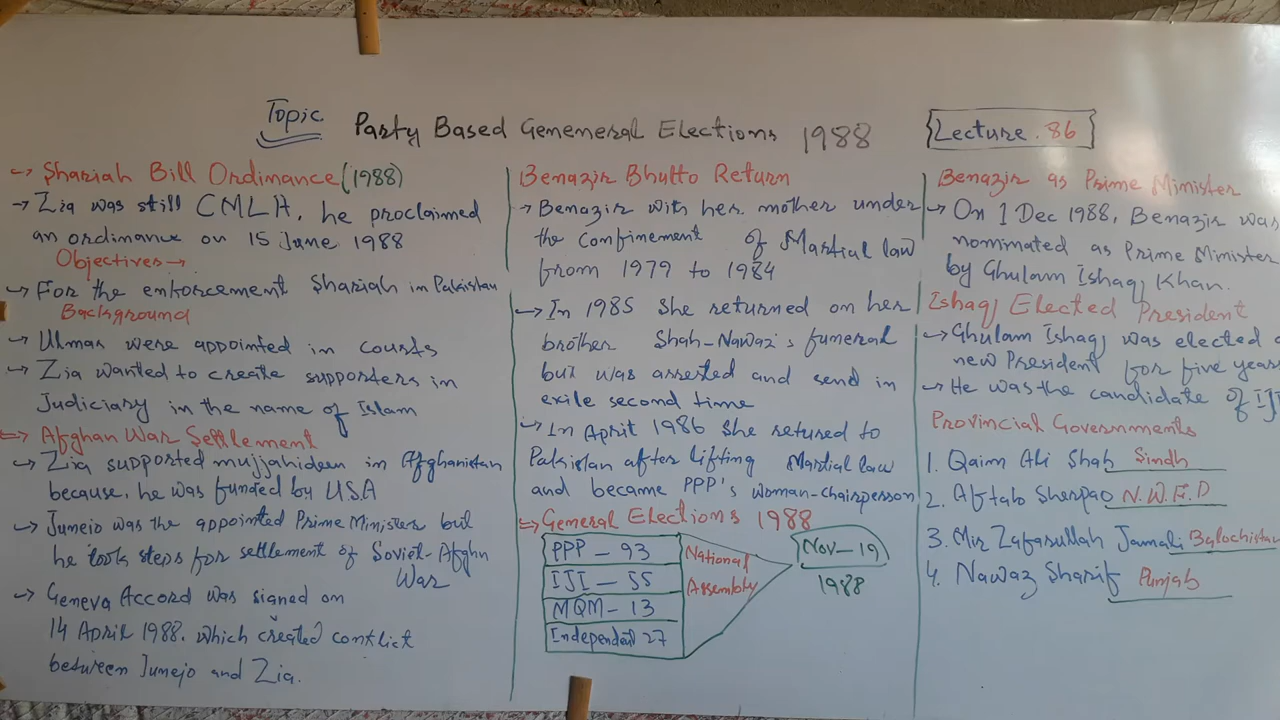 Topic Party Based Genemeral Elections 1988
Lecture. 86
→ Shariah Bill Ordinance (1988)
→ Zia was still CMLA, he proclaimed
an ordinance on 15 June 1988
Objectives →
→ For the enforcement Shariah in Pakistan
Background
→ Ulmas were appointed in courts
→ Zia wanted to create supporters in
Judiciary in the name of Islam
⇒ Afghan War Settlement
→ Zia supported mujjahideen in Afghanistan
because, he was funded by USA
→ Juneio was the appointed Prime Minister but
he took steps for settlement of Soviet-Afghn
War
→ Geneva Accord was signed on
14 April 1988. which created conflict
between Junejo and Zia.
Benazir Bhutto Return
→ Benazir with her. mother under
the confinement of Martial law
from 1979 to 1984
→ In 1985 she returned on her
brother Shah-Nawaz's funeral
but was arrested and send in
exile second time
→ In April 1986 she retured to
Pakistan after lifting Martial law
and became PPP's woman-chairperson
⇒ General Elections 1988
PPP - 93
IJI - 55
MQM - 13
Independent 27
National
Assembly
Nov - 19
1988
Benazir as Prime Minister
→ On 1 Dec 1988, Benazir was
nominated as Prime Minister
by Ghulam Ishaq Khan.
Ishaq Elected President
→ Ghulam Ishaq was elected a
new President for five years
→ He was the candidate of IJI
Provincial Governments
1. Qaim Ali Shah Sindh
2. Aftab Sherpao N.W.F.P
3. Mir Zafarullah Jamali Balochistan
4. Nawaz Sharif Punjab